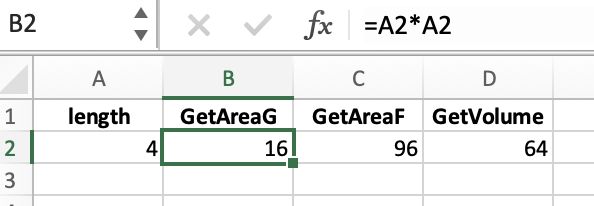 B2 fx =A2*A2
A B C D
1 length GetAreaG GetAreaF GetVolume
2 4 16 96 64
3